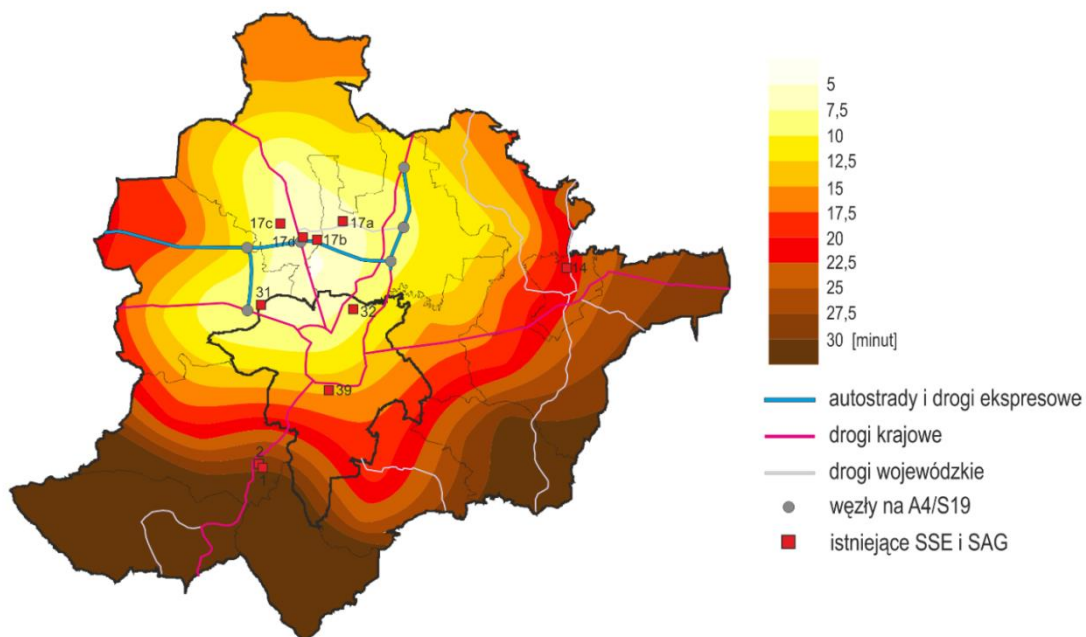 17c
17a
17d
17b
14
31
32
39
2
1
5
7,5
10
12,5
15
17,5
20
22,5
25
27,5
30 [minut]
autostrady i drogi ekspresowe
drogi krajowe
drogi wojewódzkie
węzły na A4/S19
istniejące SSE i SAG